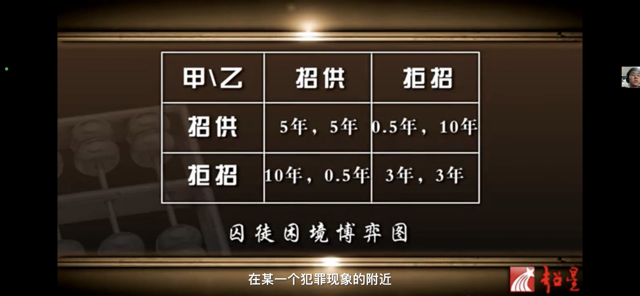 甲\乙 招供 拒招
招供 5年，5年 0.5年，10年
拒招 10年，0.5年 3年，3年
囚徒困境博弈图
在某一个犯罪现象的附近
超星